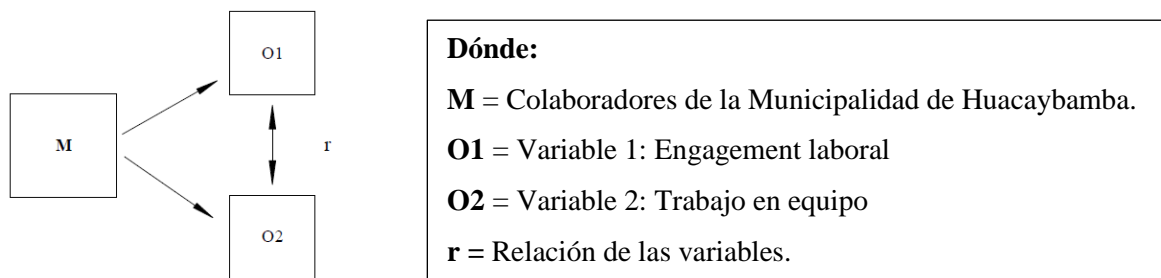 O1
M
r
O2
Dónde:
M = Colaboradores de la Municipalidad de Huacaybamba.
O1 = Variable 1: Engagement laboral
O2 = Variable 2: Trabajo en equipo
r = Relación de las variables.